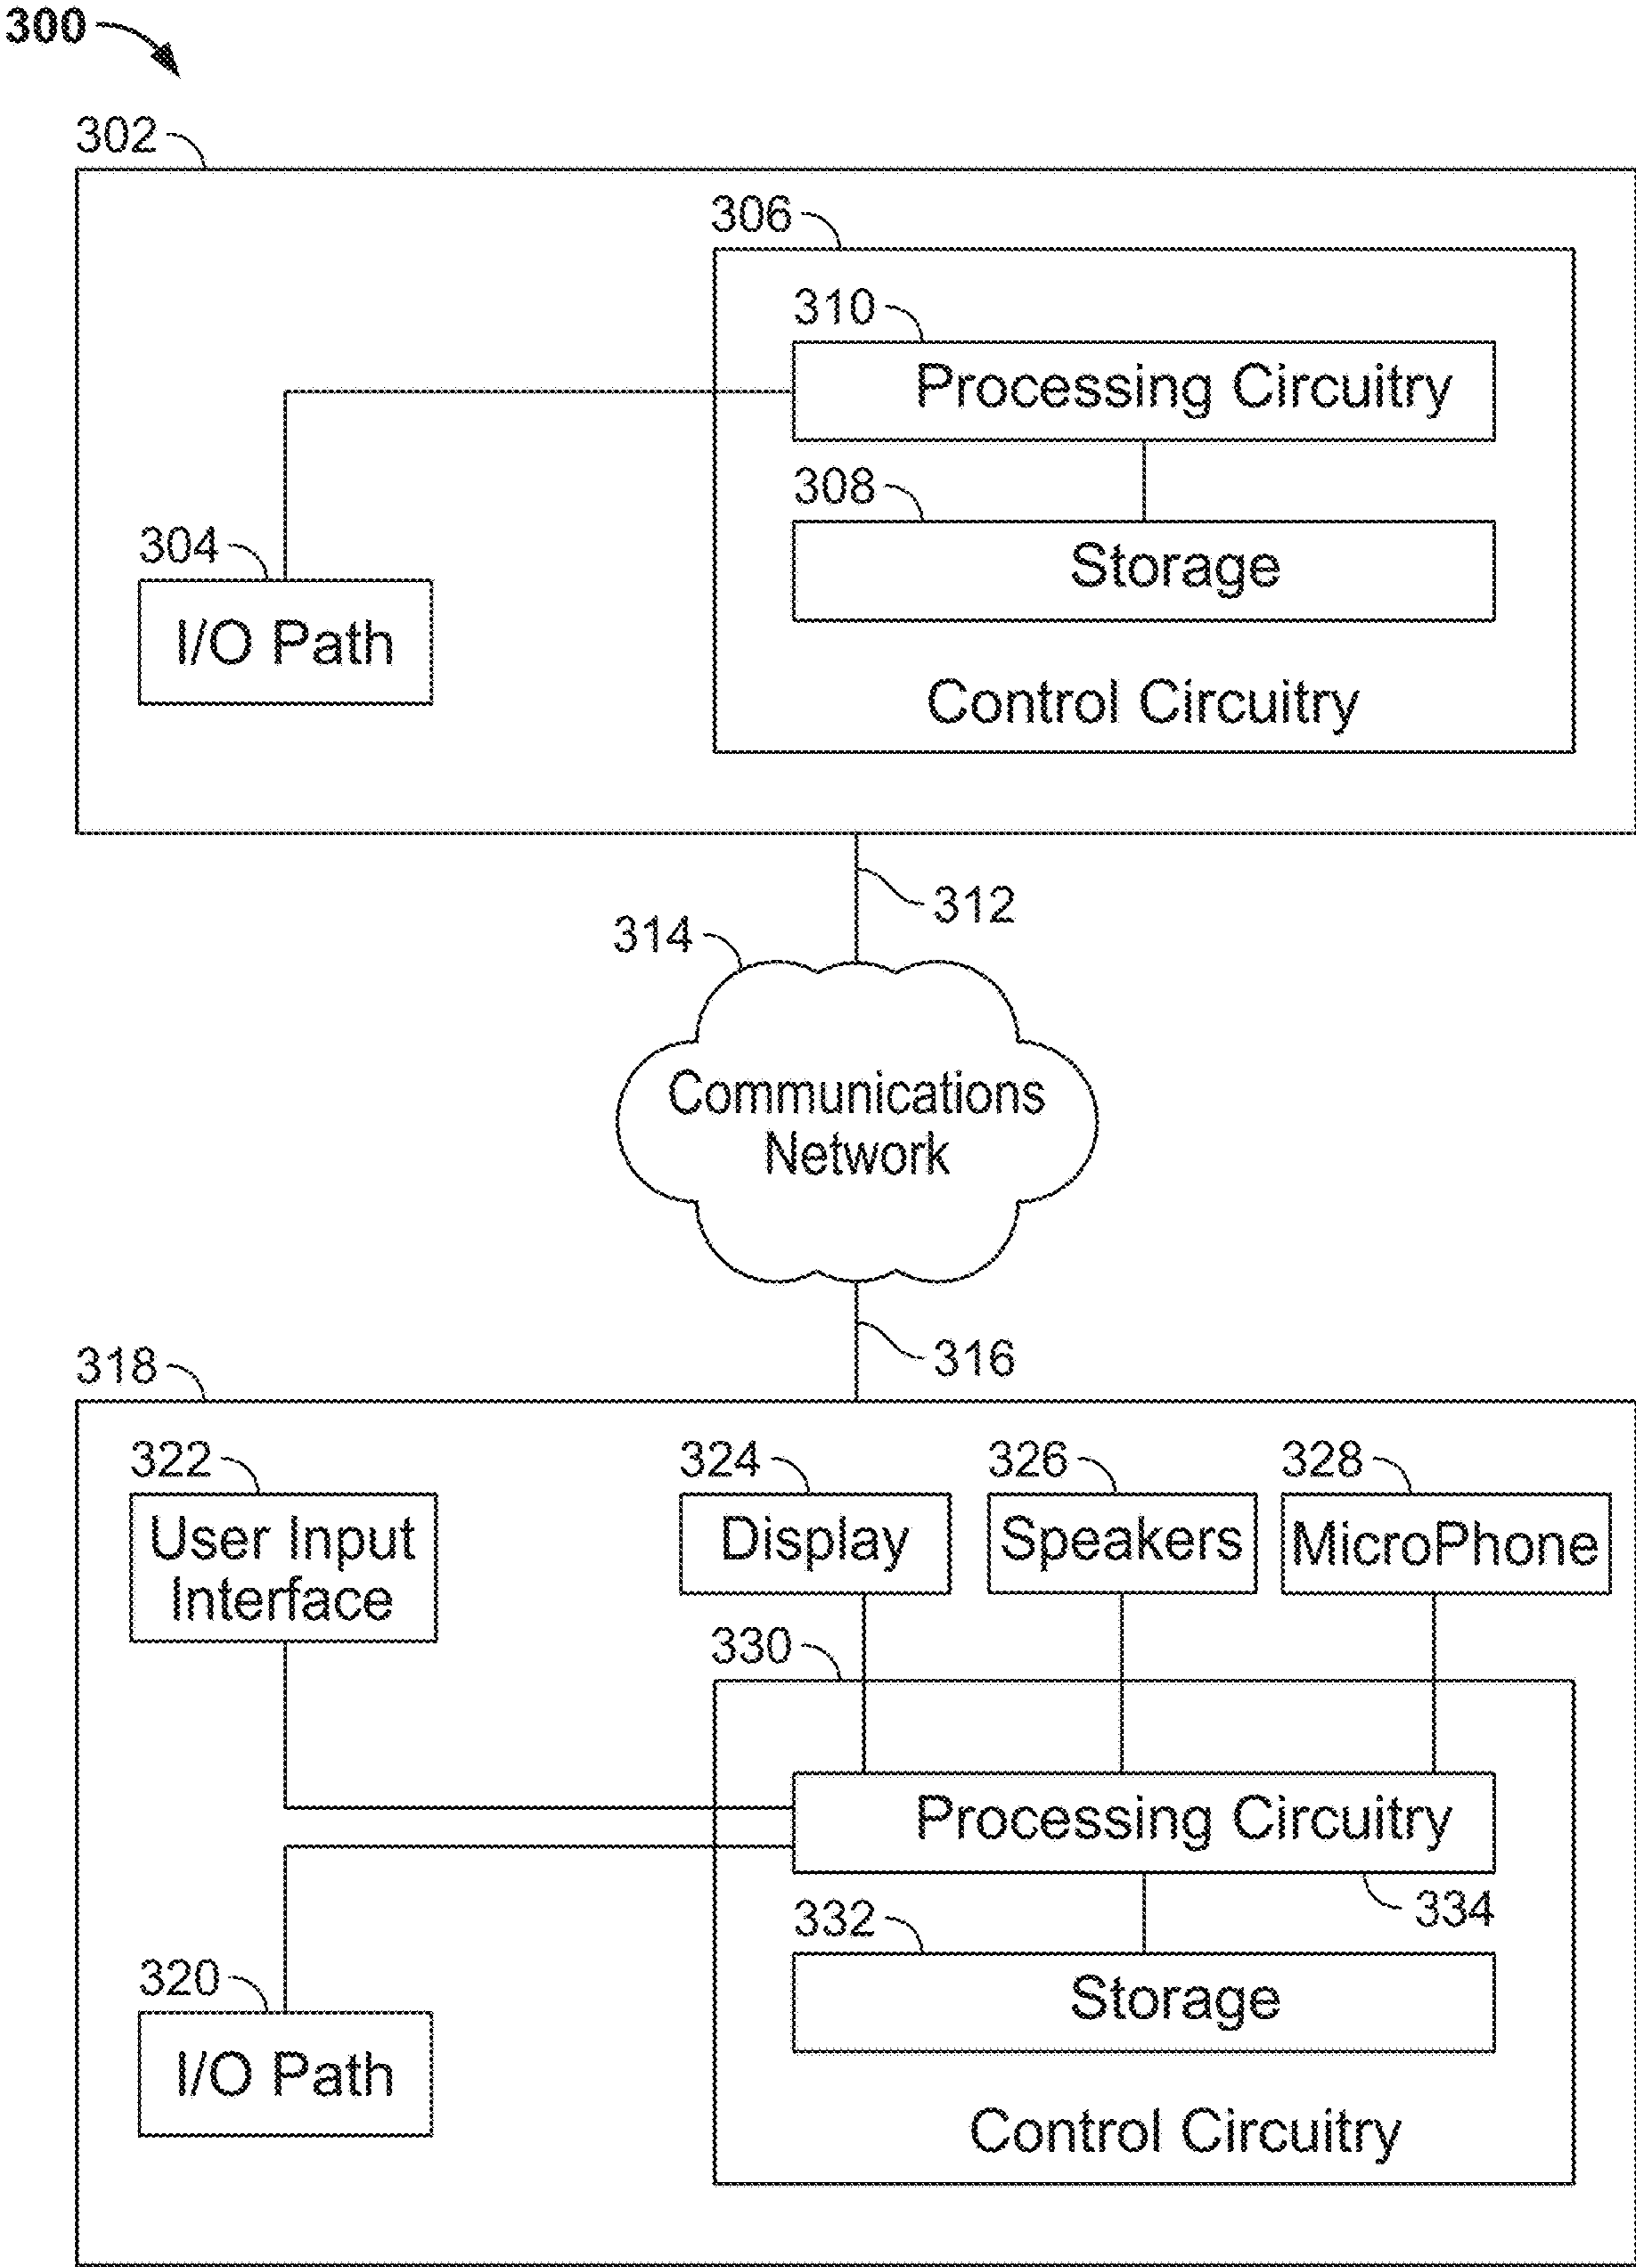 300
302
306
310
Processing Circuitry
308
Storage
304
I/O Path
Control Circuitry
312
314
Communications
Network
316
318
322
324
326
328
User Input
Interface
Display
Speakers
MicroPhone
330
Processing Circuitry
334
332
Storage
320
I/O Path
Control Circuitry